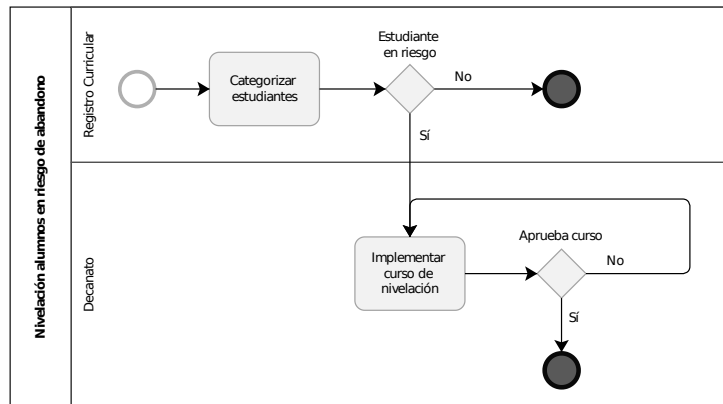 Nivelación alumnos en riesgo de abandono
Registro Curricular
Categorizar
estudiantes
Estudiante
en riesgo
No
Sí
Decanato
Implementar
curso de
nivelación
Aprueba curso
No
Sí